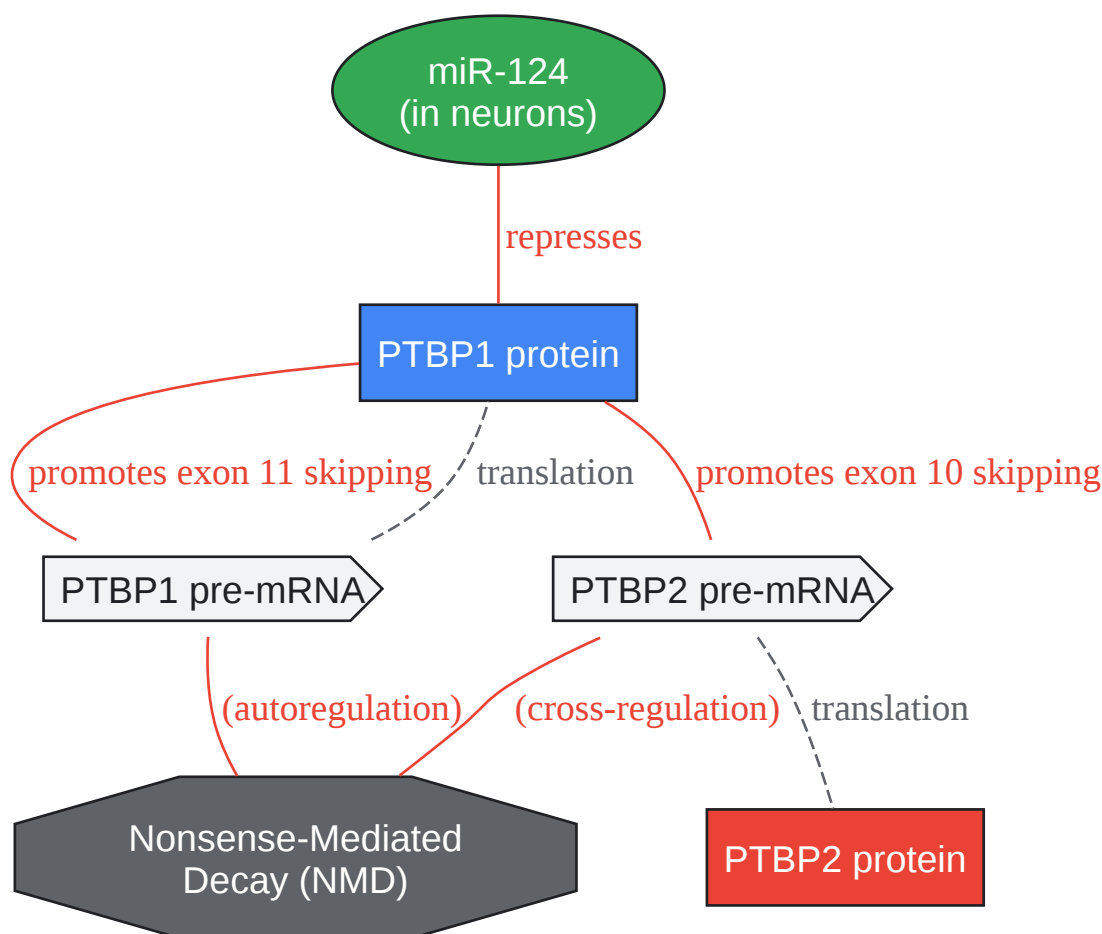 miR-124
(in neurons)
represses
PTBP1 protein
promotes exon 11 skipping
translation
promotes exon 10 skipping
PTBP1 pre-mRNA
PTBP2 pre-mRNA
(autoregulation)
(cross-regulation)
translation
Nonsense-Mediated
Decay (NMD)
PTBP2 protein